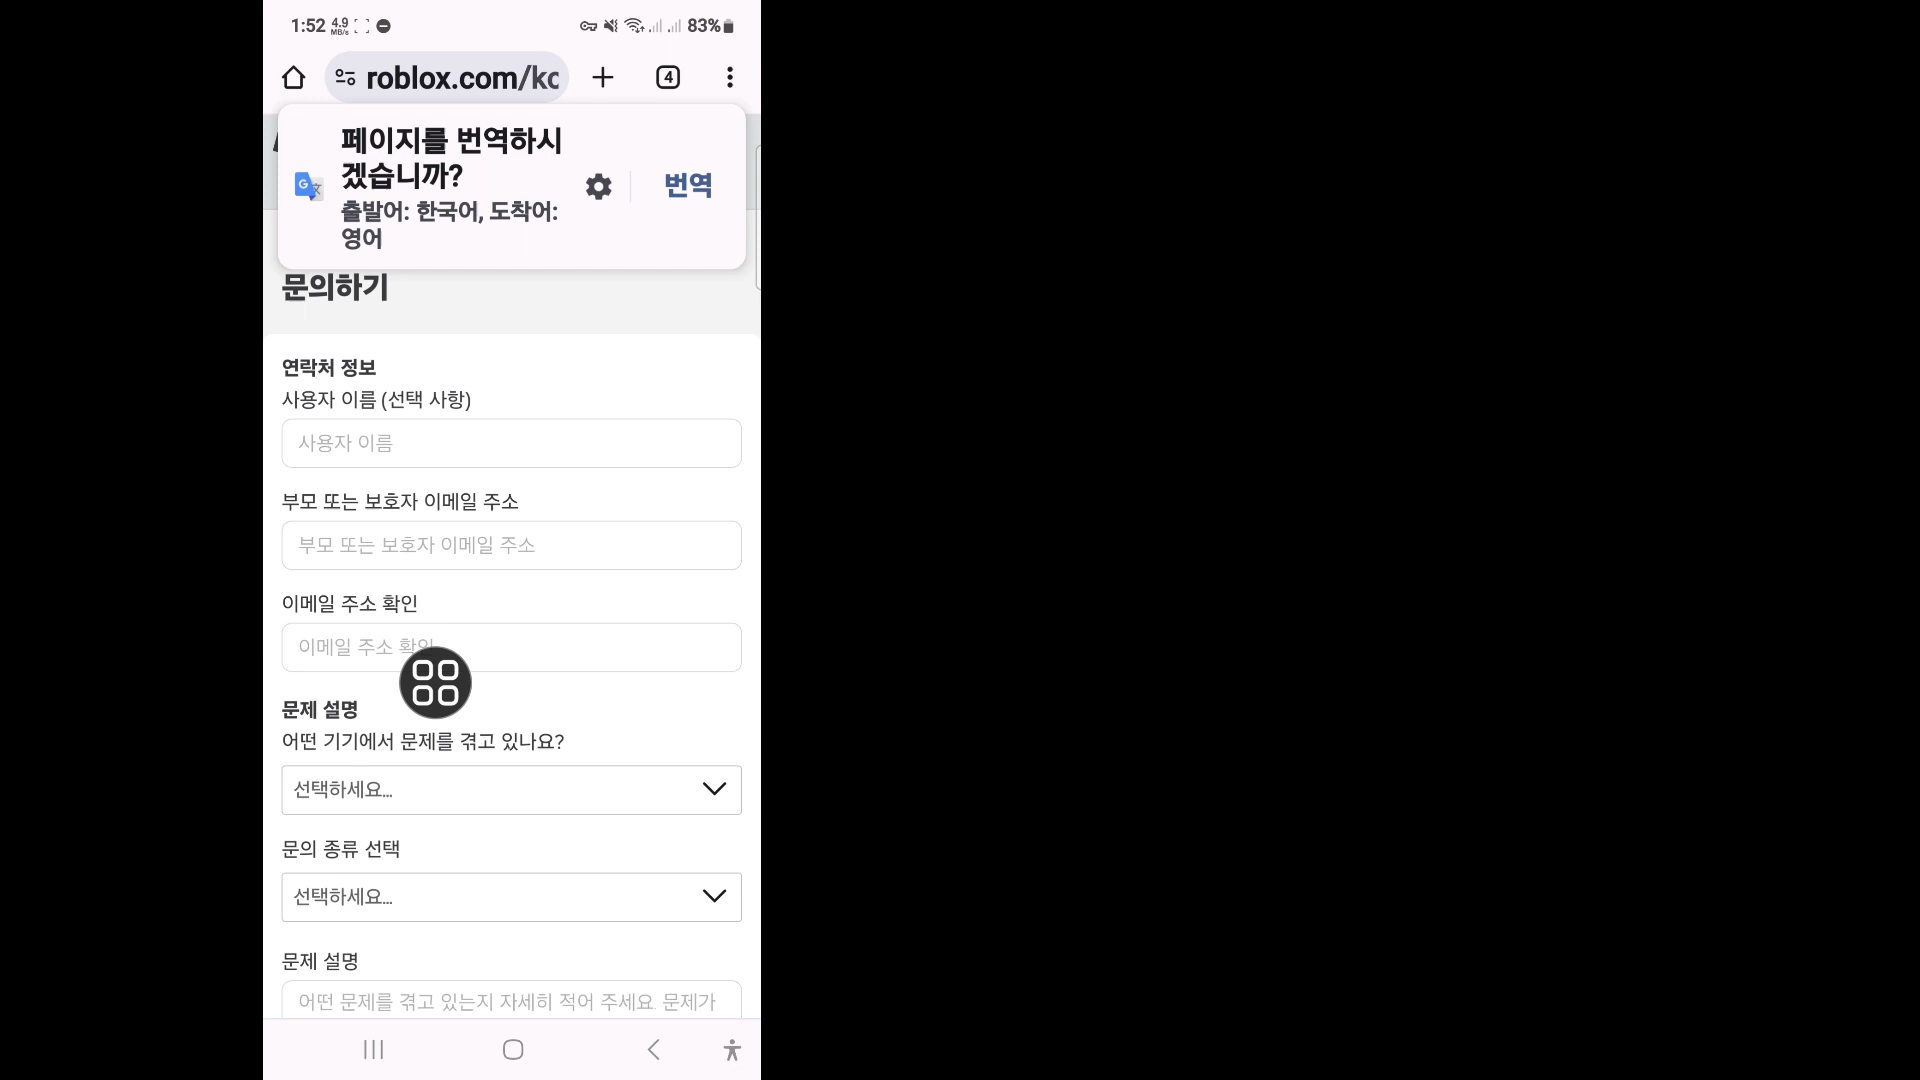 1:52 4.9 MB/s 83%
roblox.com/kc 4
페이지를 번역하시
겠습니까?
출발어: 한국어, 도착어:
영어
번역
문의하기
연락처 정보
사용자 이름 (선택 사항)
사용자 이름
부모 또는 보호자 이메일 주소
부모 또는 보호자 이메일 주소
이메일 주소 확인
이메일 주소 확인
문제 설명
어떤 기기에서 문제를 겪고 있나요?
선택하세요...
문의 종류 선택
선택하세요...
문제 설명
어떤 문제를 겪고 있는지 자세히 적어 주세요. 문제가